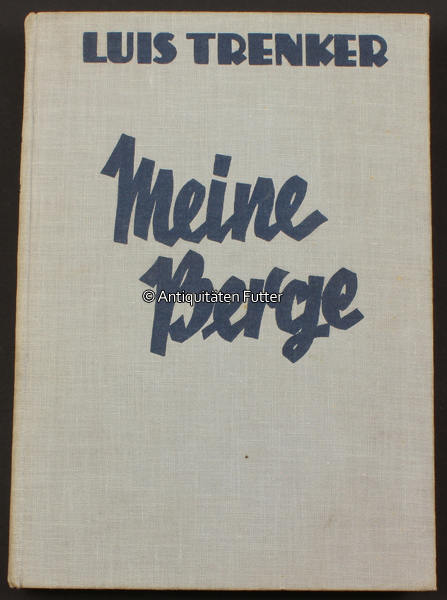 LUIS TRENKER
Meine
Berge
© Antiquitäten Futter